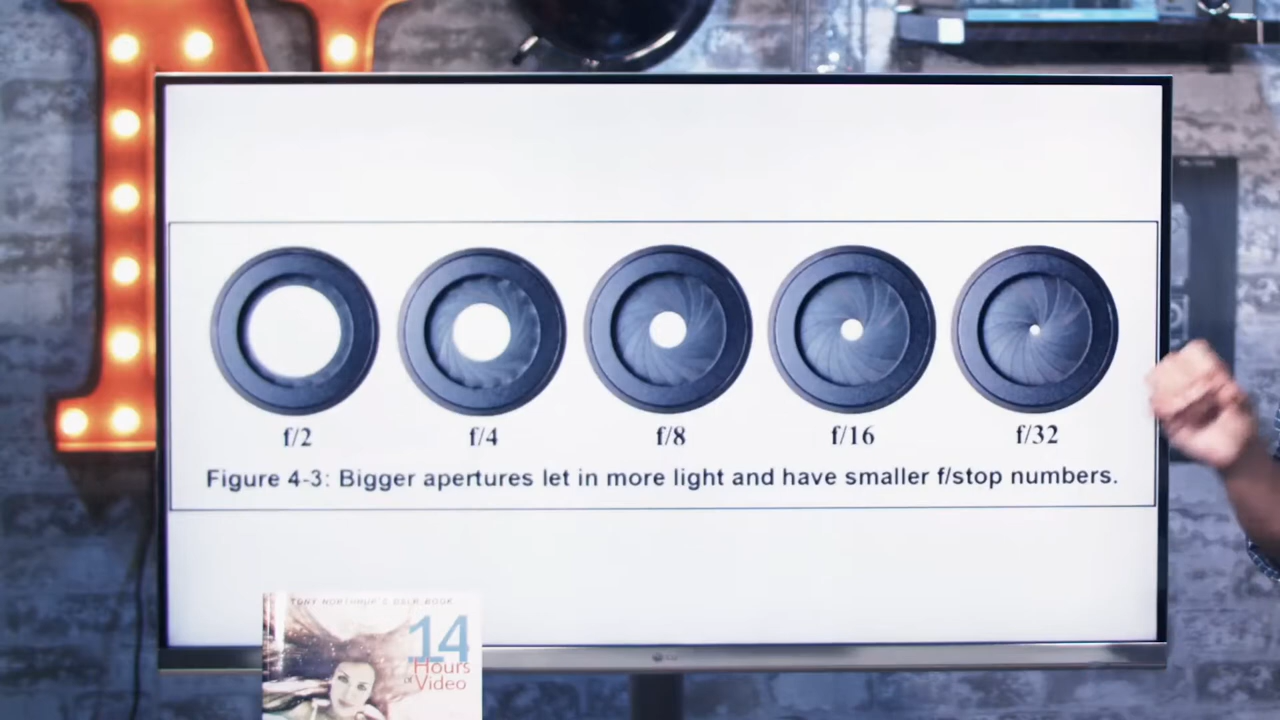 f/2 f/4 f/8 f/16 f/32
Figure 4-3: Bigger apertures let in more light and have smaller f/stop numbers.
TONY NORTHRUP'S DSLR BOOK
14
Hours
of Video
LG